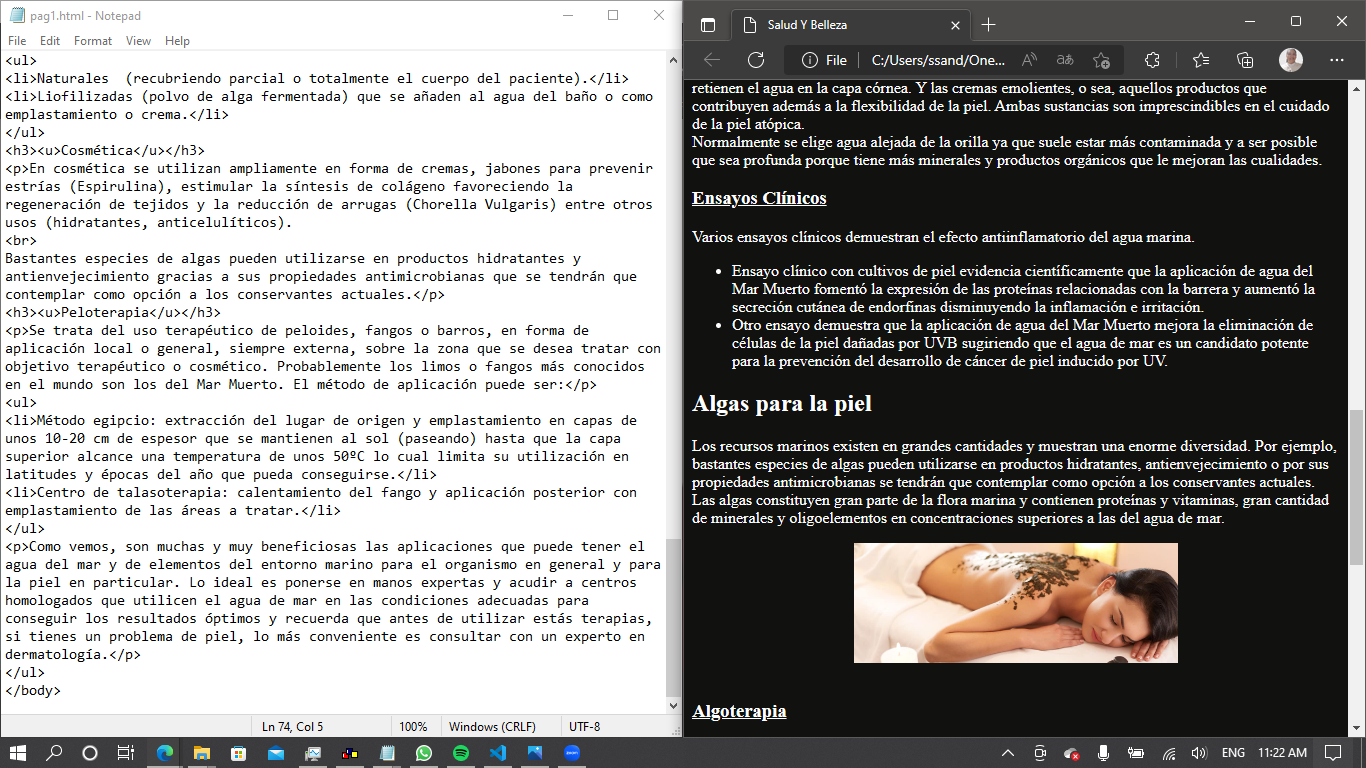 pag1.html - Notepad
File Edit Format View Help
<ul>
<li>Naturales  (recubriendo parcial o totalmente el cuerpo del paciente).</li>
<li>Liofilizadas (polvo de alga fermentada) que se añaden al agua del baño o como
emplastamiento o crema.</li>
</ul>
<h3><u>Cosmética</u></h3>
<p>En cosmética se utilizan ampliamente en forma de cremas, jabones para prevenir
estrías (Espirulina), estimular la síntesis de colágeno favoreciendo la
regeneración de tejidos y la reducción de arrugas (Chorella Vulgaris) entre otros
usos (hidratantes, anticelulíticos).
<br>
Bastantes especies de algas pueden utilizarse en productos hidratantes y
antienvejecimiento gracias a sus propiedades antimicrobianas que se tendrán que
contemplar como opción a los conservantes actuales.</p>
<h3><u>Peloterapia</u></h3>
<p>Se trata del uso terapéutico de peloides, fangos o barros, en forma de
aplicación local o general, siempre externa, sobre la zona que se desea tratar con
objetivo terapéutico o cosmético. Probablemente los limos o fangos más conocidos
en el mundo son los del Mar Muerto. El método de aplicación puede ser:</p>
<ul>
<li>Método egipcio: extracción del lugar de origen y emplastamiento en capas de
unos 10-20 cm de espesor que se mantienen al sol (paseando) hasta que la capa
superior alcance una temperatura de unos 50ºC lo cual limita su utilización en
latitudes y épocas del año que pueda conseguirse.</li>
<li>Centro de talasoterapia: calentamiento del fango y aplicación posterior con
emplastamiento de las áreas a tratar.</li>
</ul>
<p>Como vemos, son muchas y muy beneficiosas las aplicaciones que puede tener el
agua del mar y de elementos del entorno marino para el organismo en general y para
la piel en particular. Lo ideal es ponerse en manos expertas y acudir a centros
homologados que utilicen el agua de mar en las condiciones adecuadas para
conseguir los resultados óptimos y recuerda que antes de utilizar estás terapias,
si tienes un problema de piel, lo más conveniente es consultar con un experto en
dermatología.</p>
</ul>
</body>
Ln 74, Col 5 100% Windows (CRLF) UTF-8
Salud Y Belleza
File C:/Users/ssand/One...
retienen el agua en la capa córnea. Y las cremas emolientes, o sea, aquellos productos que
contribuyen además a la flexibilidad de la piel. Ambas sustancias son imprescindibles en el cuidado
de la piel atópica.
Normalmente se elige agua alejada de la orilla ya que suele estar más contaminada y a ser posible
que sea profunda porque tiene más minerales y productos orgánicos que le mejoran las cualidades.
Ensayos Clínicos
Varios ensayos clínicos demuestran el efecto antiinflamatorio del agua marina.
• Ensayo clínico con cultivos de piel evidencia científicamente que la aplicación de agua del
Mar Muerto fomentó la expresión de las proteínas relacionadas con la barrera y aumentó la
secreción cutánea de endorfinas disminuyendo la inflamación e irritación.
• Otro ensayo demuestra que la aplicación de agua del Mar Muerto mejora la eliminación de
células de la piel dañadas por UVB sugiriendo que el agua de mar es un candidato potente
para la prevención del desarrollo de cáncer de piel inducido por UV.
Algas para la piel
Los recursos marinos existen en grandes cantidades y muestran una enorme diversidad. Por ejemplo,
bastantes especies de algas pueden utilizarse en productos hidratantes, antienvejecimiento o por sus
propiedades antimicrobianas se tendrán que contemplar como opción a los conservantes actuales.
Las algas constituyen gran parte de la flora marina y contienen proteínas y vitaminas, gran cantidad
de minerales y oligoelementos en concentraciones superiores a las del agua de mar.
Algoterapia
ENG 11:22 AM